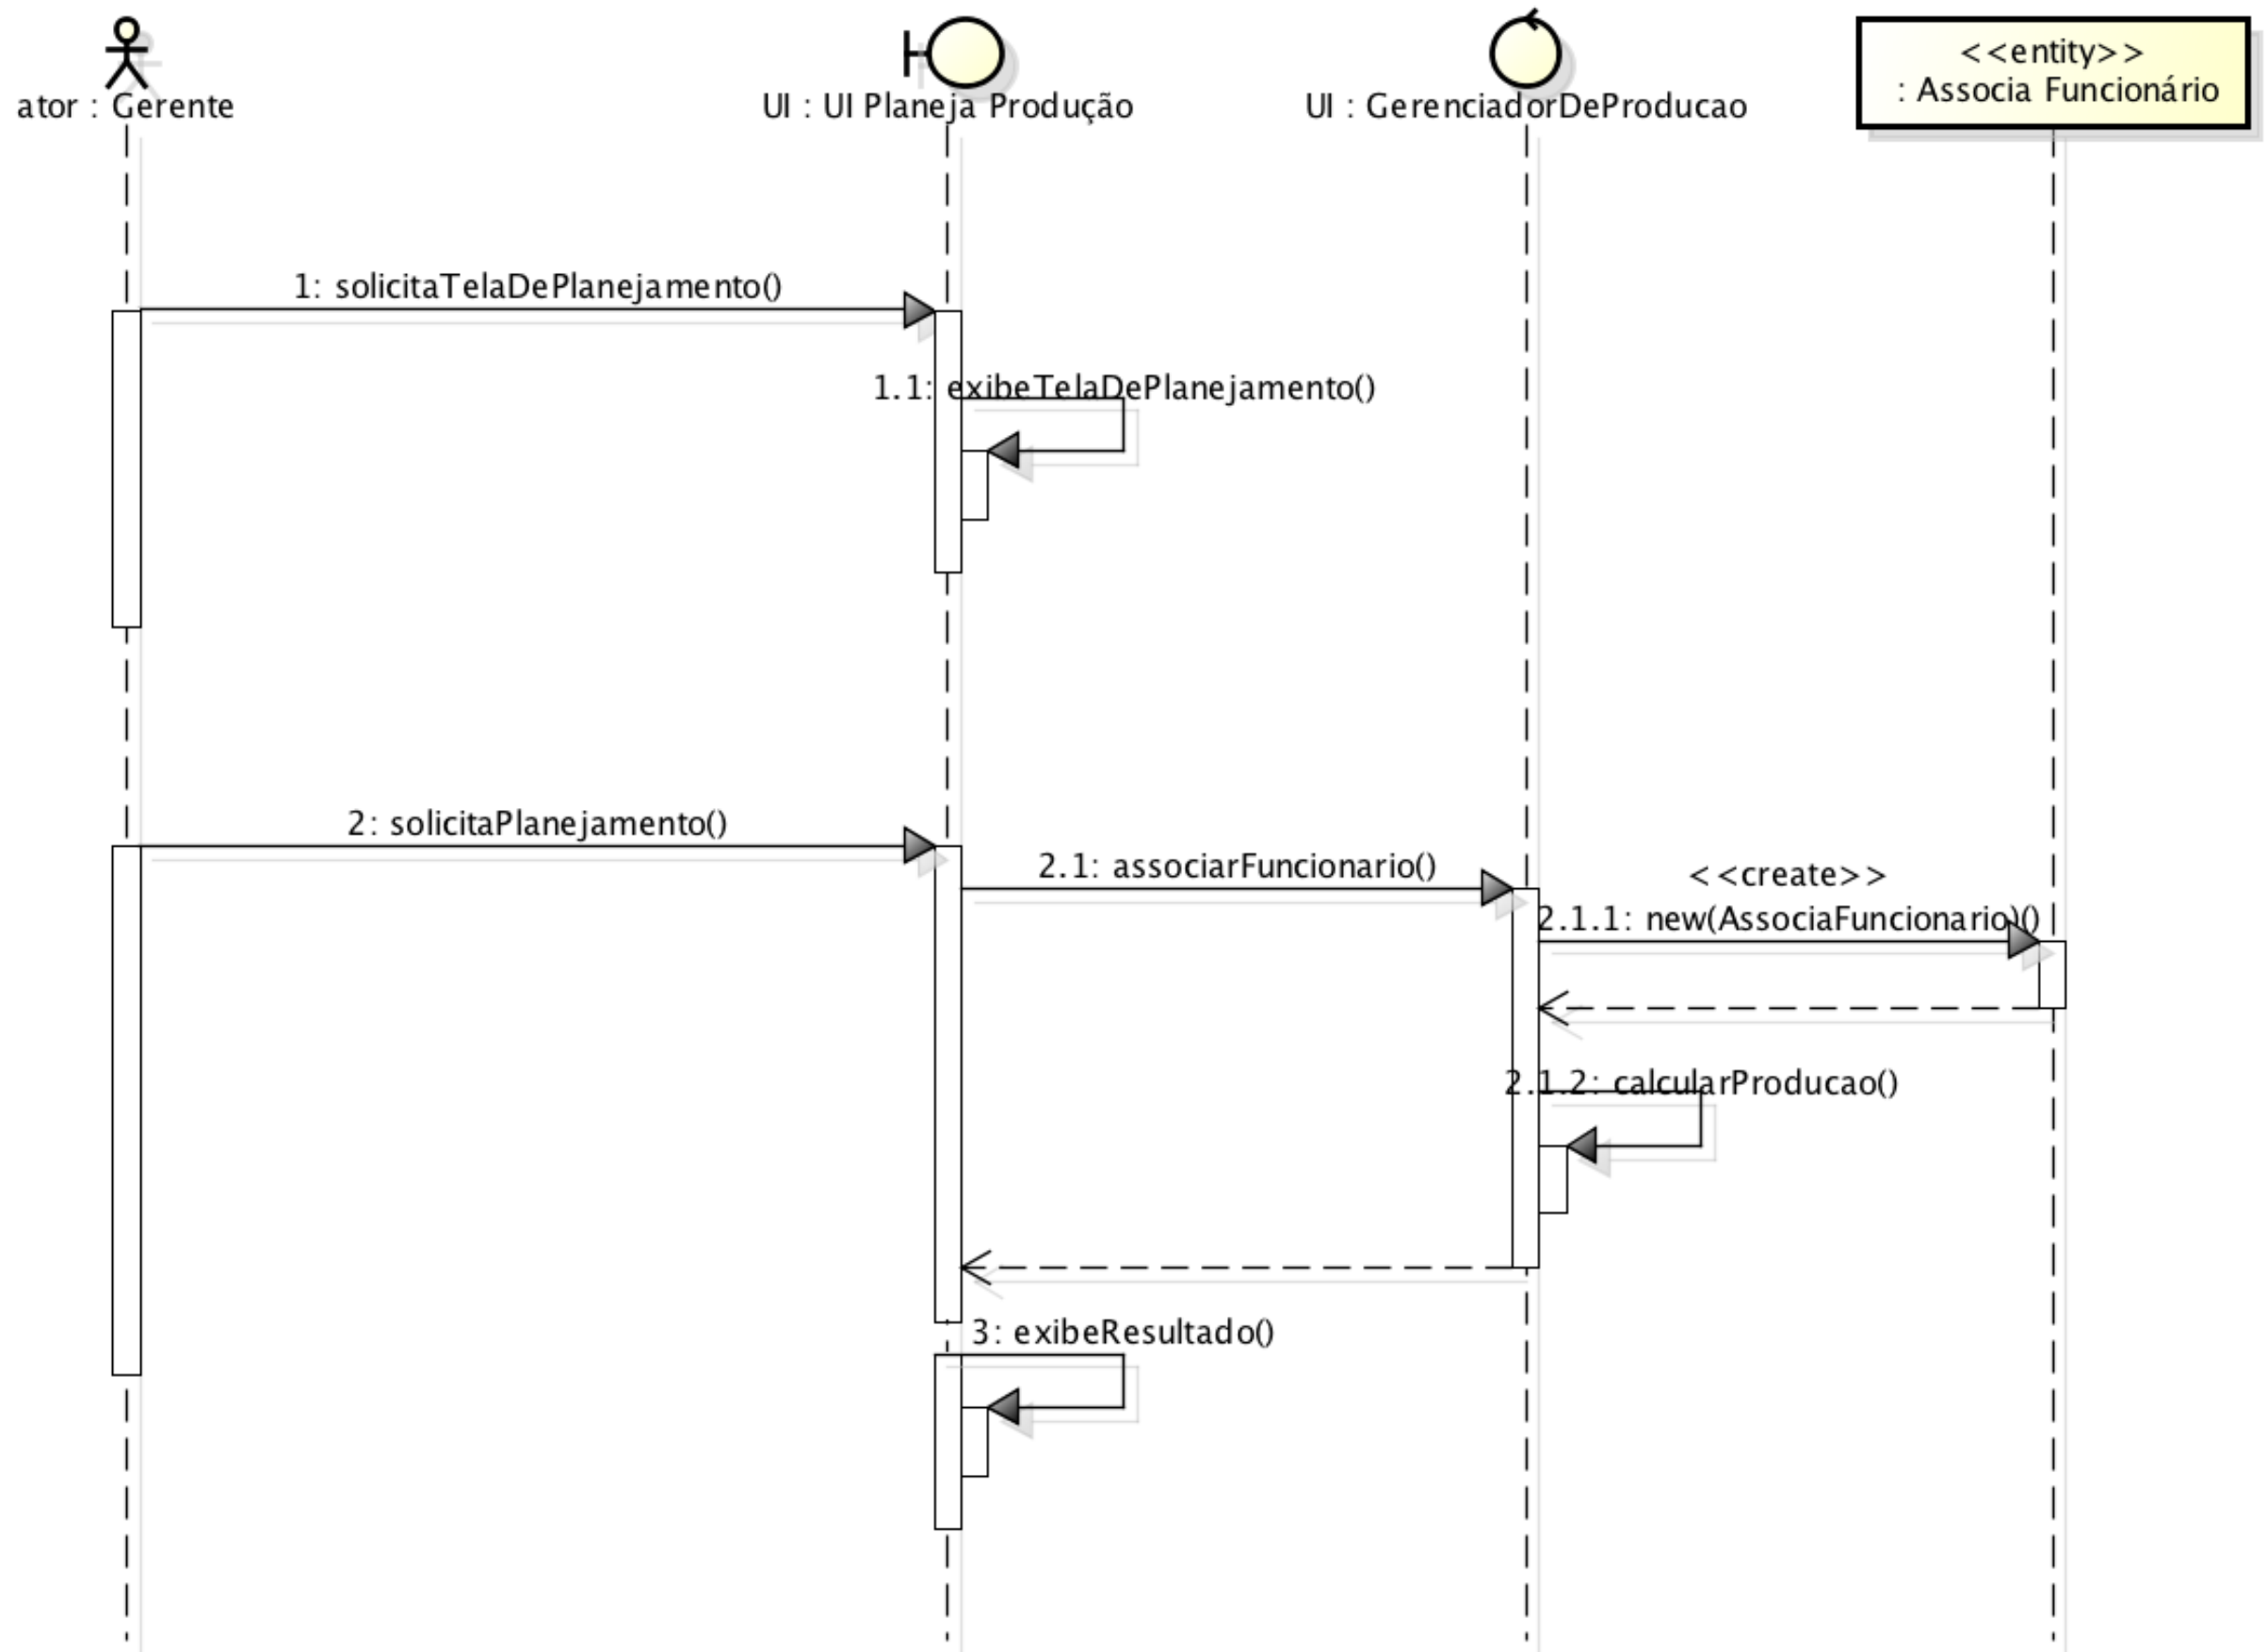 <<entity>>
: Associa Funcionário
ator : Gerente
UI : UI Planeja Produção
UI : GerenciadorDeProducao
1: solicitaTelaDePlanejamento()
1.1: exibeTelaDePlanejamento()
2: solicitaPlanejamento()
2.1: associarFuncionario()
<<create>>
2.1.1: new(AssociaFuncionario)()
2.1.2: calcularProducao()
3: exibeResultado()